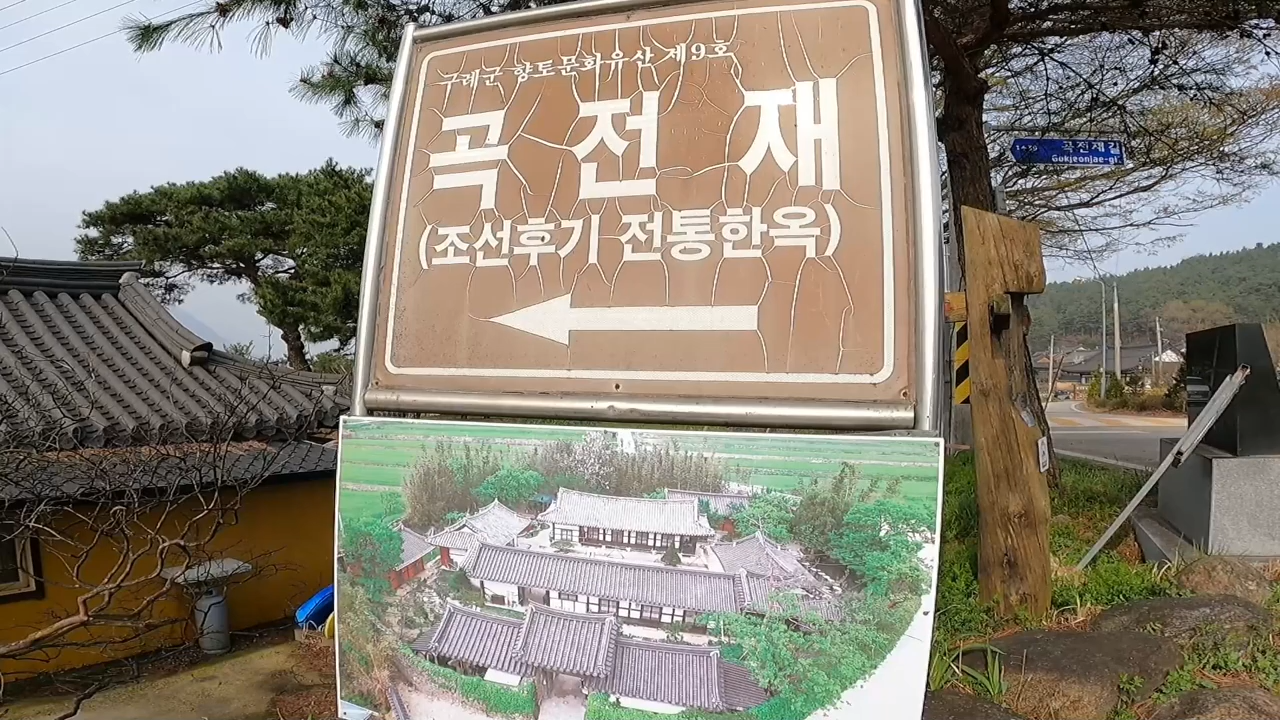 구례군 향토문화유산 제9호
곡전재
(조선후기 전통한옥)
곡전재길
Gokjeonjae-gil